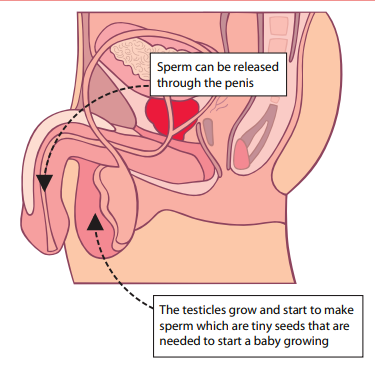 Sperm can be released
through the penis
The testicles grow and start to make
sperm which are tiny seeds that are
needed to start a baby growing